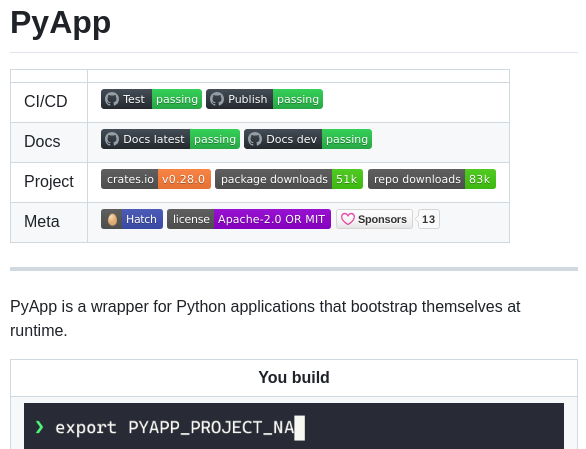 PyApp
CI/CD Test passing Publish passing
Docs Docs latest passing Docs dev passing
Project crates.io v0.28.0 package downloads 51k repo downloads 83k
Meta Hatch license Apache-2.0 OR MIT Sponsors 13
PyApp is a wrapper for Python applications that bootstrap themselves at
runtime.
You build
❯ export PYAPP_PROJECT_NA